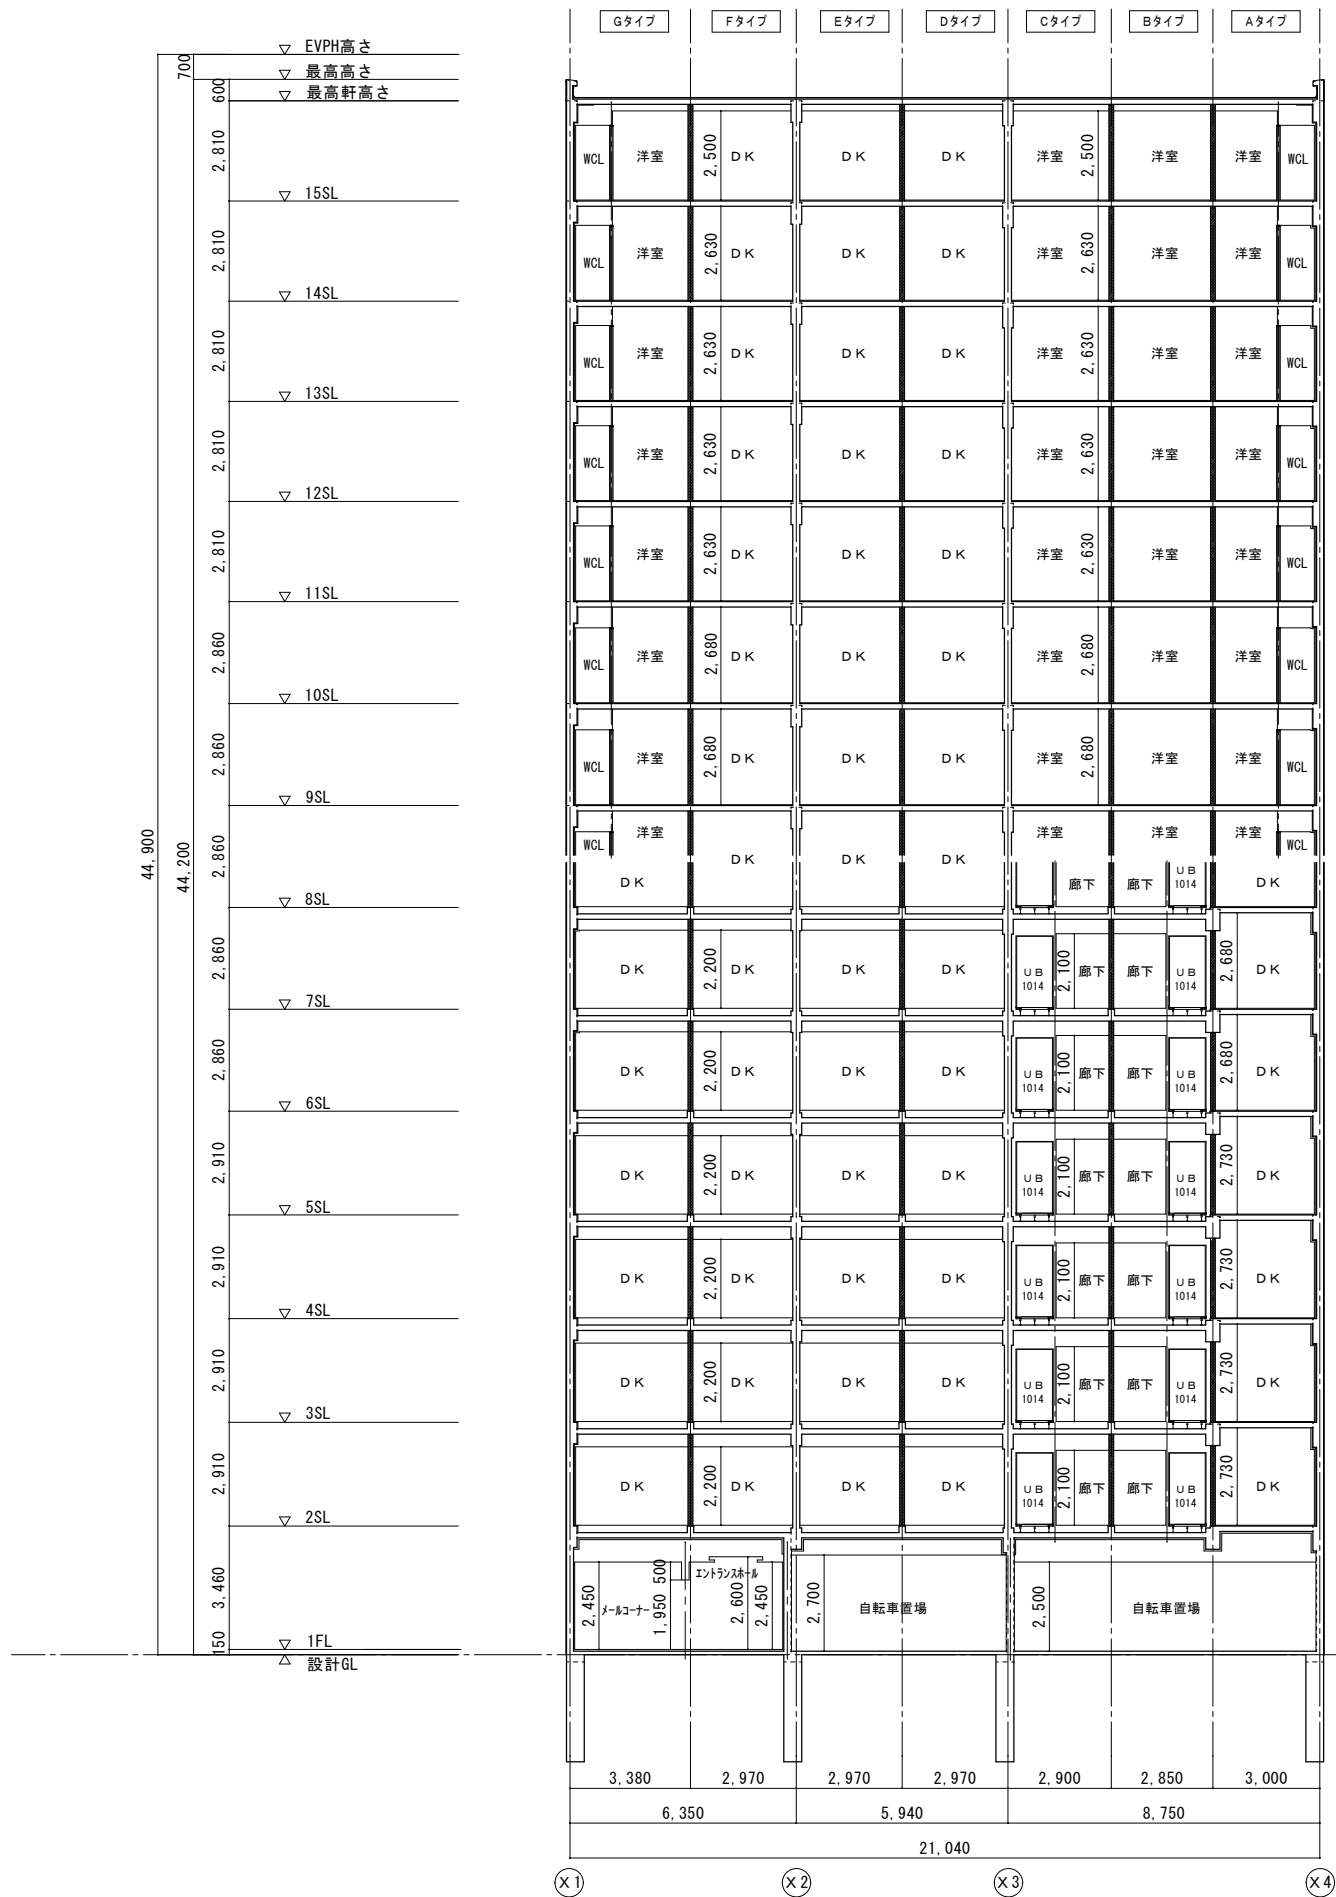 Gタイプ Fタイプ Eタイプ Dタイプ Cタイプ Bタイプ Aタイプ
EVPH高さ
700
最高高さ
600
最高軒高さ
2,810 WCL 洋室 2,500 DK DK DK 洋室 2,500 洋室 洋室 WCL
15SL
2,810 WCL 洋室 2,630 DK DK DK 洋室 2,630 洋室 洋室 WCL
14SL
2,810 WCL 洋室 2,630 DK DK DK 洋室 2,630 洋室 洋室 WCL
13SL
2,810 WCL 洋室 2,630 DK DK DK 洋室 2,630 洋室 洋室 WCL
12SL
2,810 WCL 洋室 2,630 DK DK DK 洋室 2,630 洋室 洋室 WCL
11SL
2,860 WCL 洋室 2,680 DK DK DK 洋室 2,680 洋室 洋室 WCL
10SL
2,860 WCL 洋室 2,680 DK DK DK 洋室 2,680 洋室 洋室 WCL
9SL
44,900 44,200
2,860 WCL 洋室 DK DK DK 洋室 洋室 洋室 WCL
DK 廊下 廊下 UB 1014 DK
8SL
2,860 DK 2,200 DK DK DK UB 1014 2,100 廊下 廊下 UB 1014 2,680 DK
7SL
2,860 DK 2,200 DK DK DK UB 1014 2,100 廊下 廊下 UB 1014 2,680 DK
6SL
2,910 DK 2,200 DK DK DK UB 1014 2,100 廊下 廊下 UB 1014 2,730 DK
5SL
2,910 DK 2,200 DK DK DK UB 1014 2,100 廊下 廊下 UB 1014 2,730 DK
4SL
2,910 DK 2,200 DK DK DK UB 1014 2,100 廊下 廊下 UB 1014 2,730 DK
3SL
2,910 DK 2,200 DK DK DK UB 1014 2,100 廊下 廊下 UB 1014 2,730 DK
2SL
3,460 2,450 メールコーナー 1,950 500 エントランスホール 2,600 2,450 2,700 自転車置場 2,500 自転車置場
150
1FL
設計GL
3,380 2,970 2,970 2,970 2,900 2,850 3,000
6,350 5,940 8,750
21,040
X1 X2 X3 X4